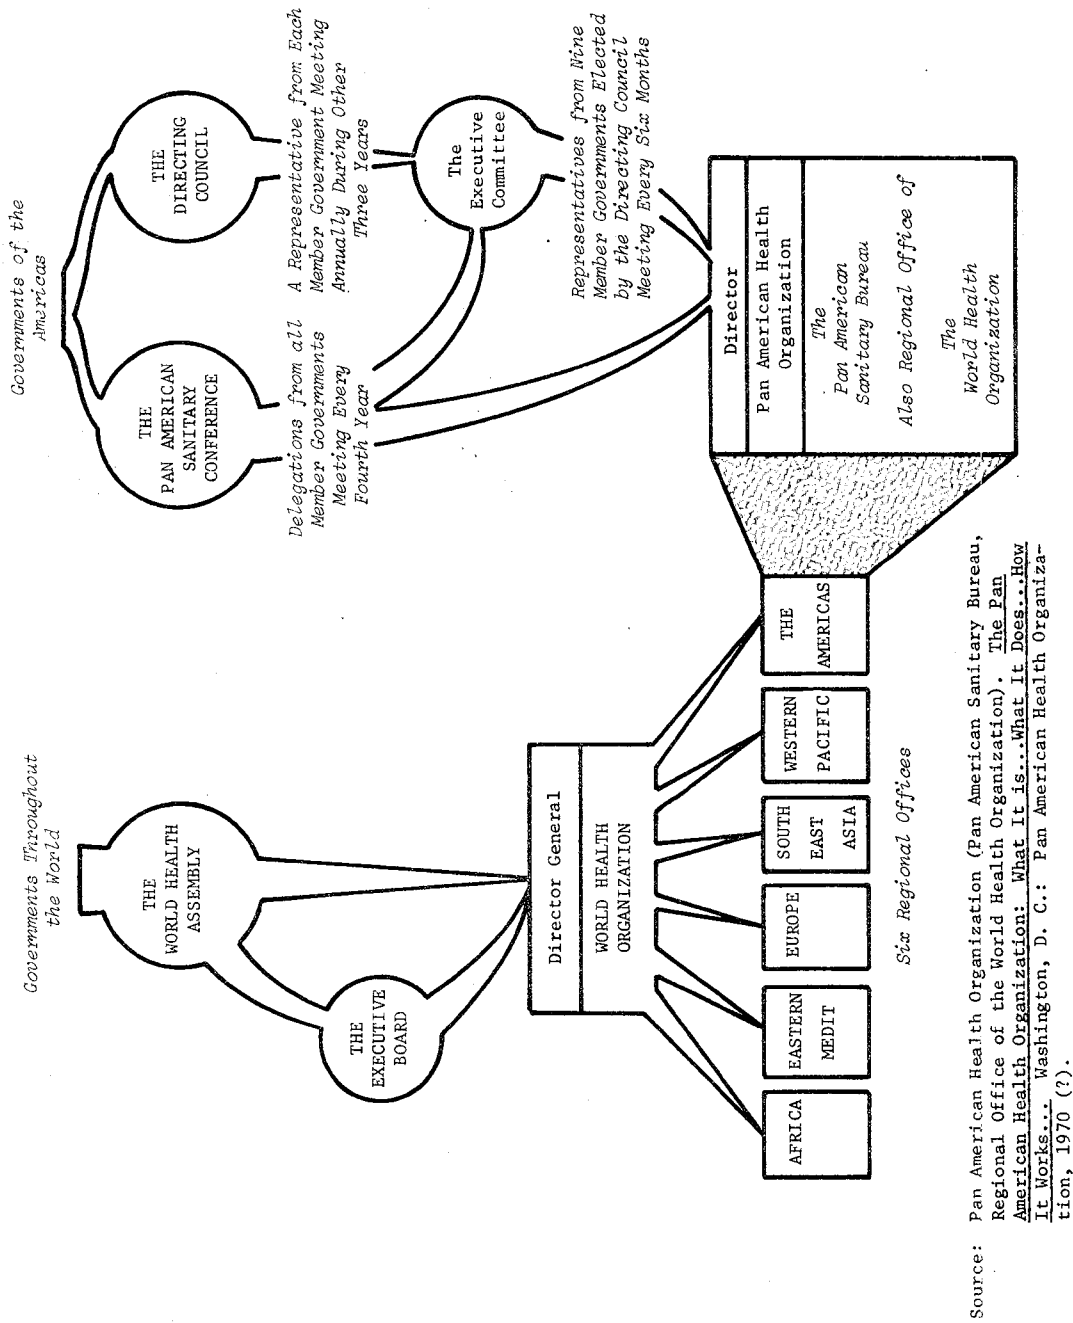 Governments Throughout
the World
THE
WORLD HEALTH
ASSEMBLY
THE
EXECUTIVE
BOARD
Director General
WORLD HEALTH
ORGANIZATION
AFRICA
EASTERN
MEDIT
EUROPE
SOUTH
EAST
ASIA
WESTERN
PACIFIC
THE
AMERICAS
Six Regional Offices
Governments of the
Americas
THE
PAN AMERICAN
SANITARY
CONFERENCE
Delegations from all
Member Governments
Meeting Every
Fourth Year
THE
DIRECTING
COUNCIL
A Representative from Each
Member Government Meeting
Annually During Other
Three Years
The
Executive
Committee
Representatives from Nine
Member Governments Elected
by the Directing Council
Meeting Every Six Months
Director
Pan American Health
Organization
The
Pan American
Sanitary Bureau
Also Regional Office of
The
World Health
Organization
Source: Pan American Health Organization (Pan American Sanitary Bureau,
Regional Office of the World Health Organization). The Pan
American Health Organization: What It is...What It Does...How
It Works... Washington, D. C.: Pan American Health Organiza-
tion, 1970 (?).